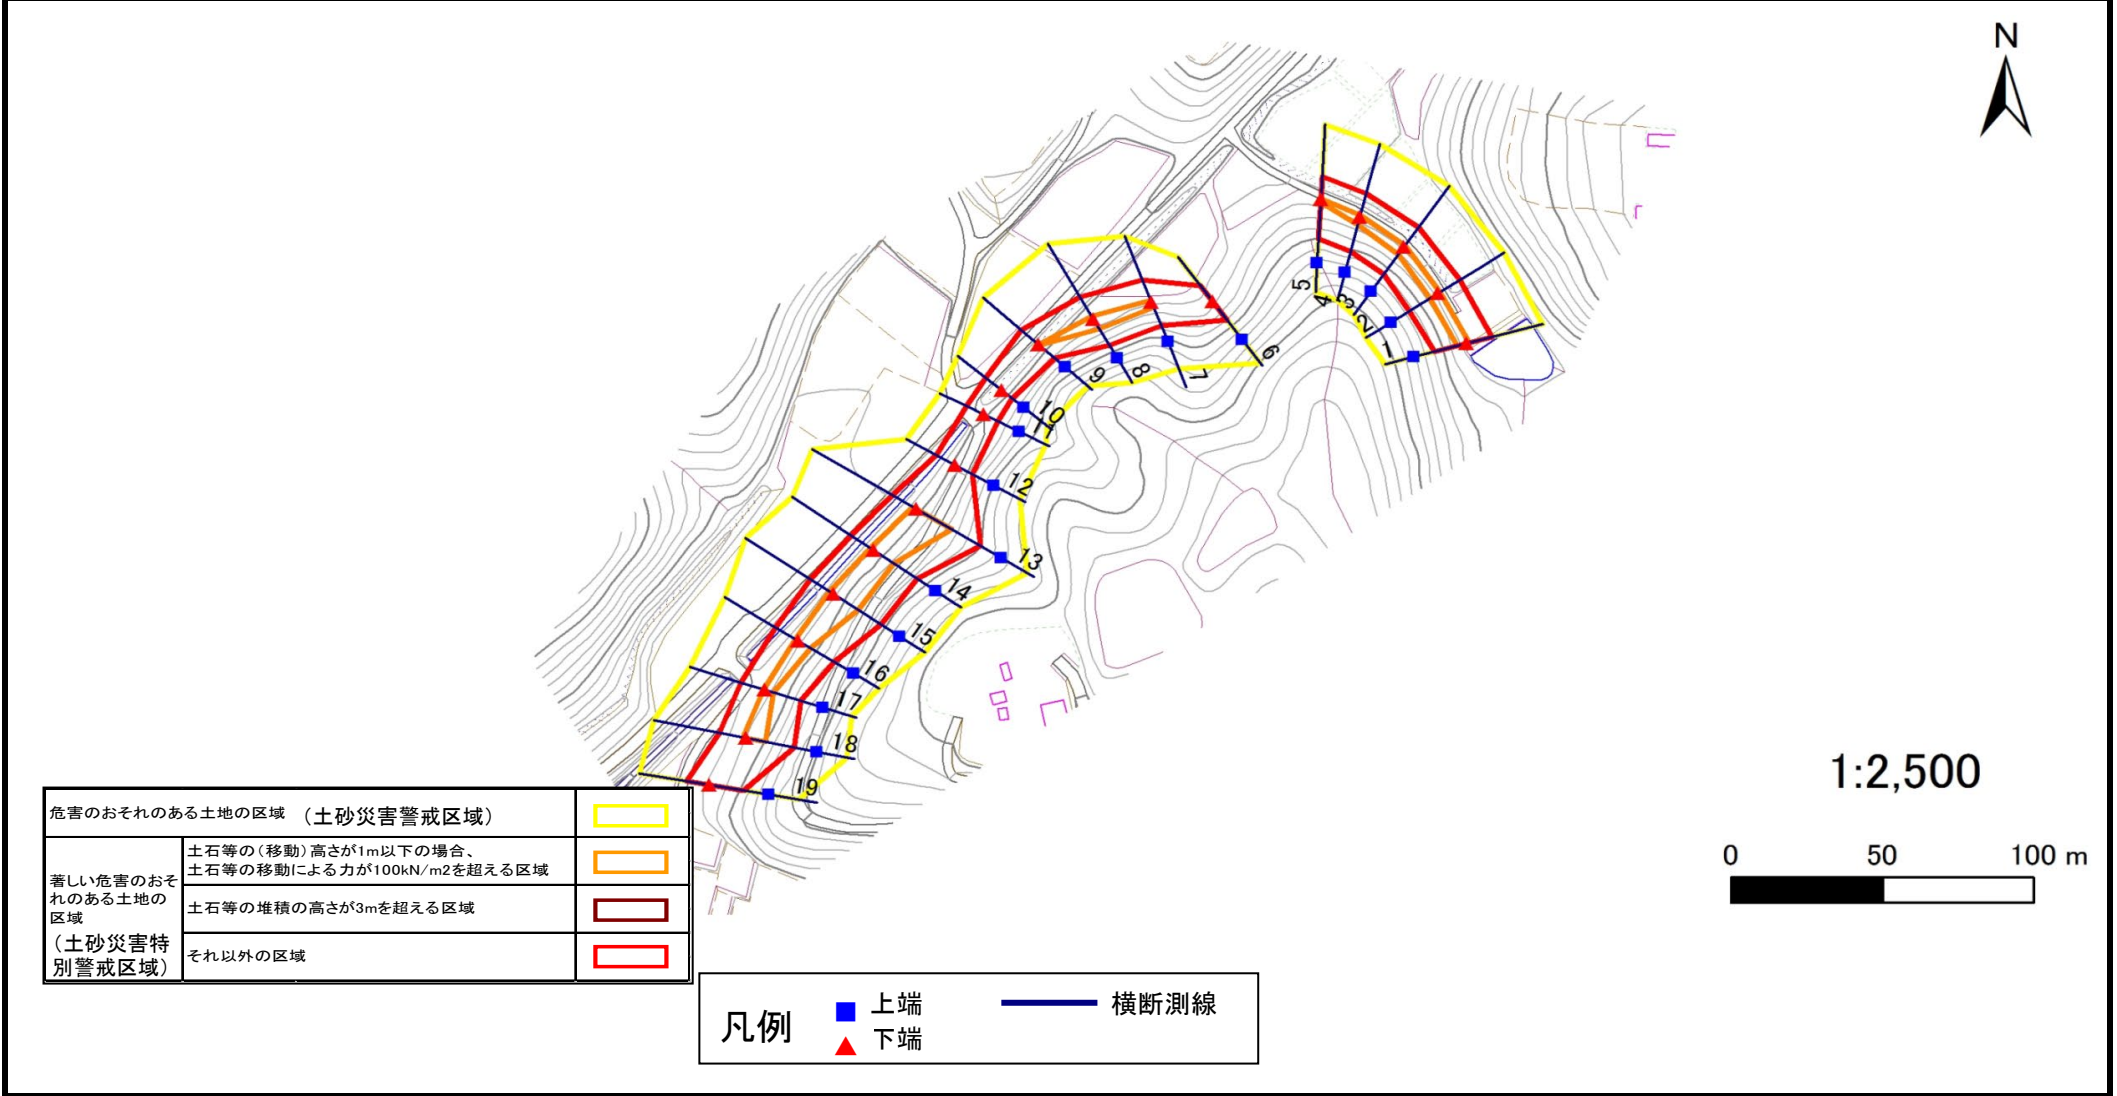 N
5
4
3
2
1
6
7
8
9
10
11
12
13
14
15
16
17
18
19
1:2,500
0 50 100 m
危害のおそれのある土地の区域 （土砂災害警戒区域）
著しい危害のおそ
れのある土地の
区域
（土砂災害特
別警戒区域）
土石等の（移動）高さが1m以下の場合、
土石等の移動による力が100kN/m2を超える区域
土石等の堆積の高さが3mを超える区域
それ以外の区域
凡例
上端
下端
横断測線